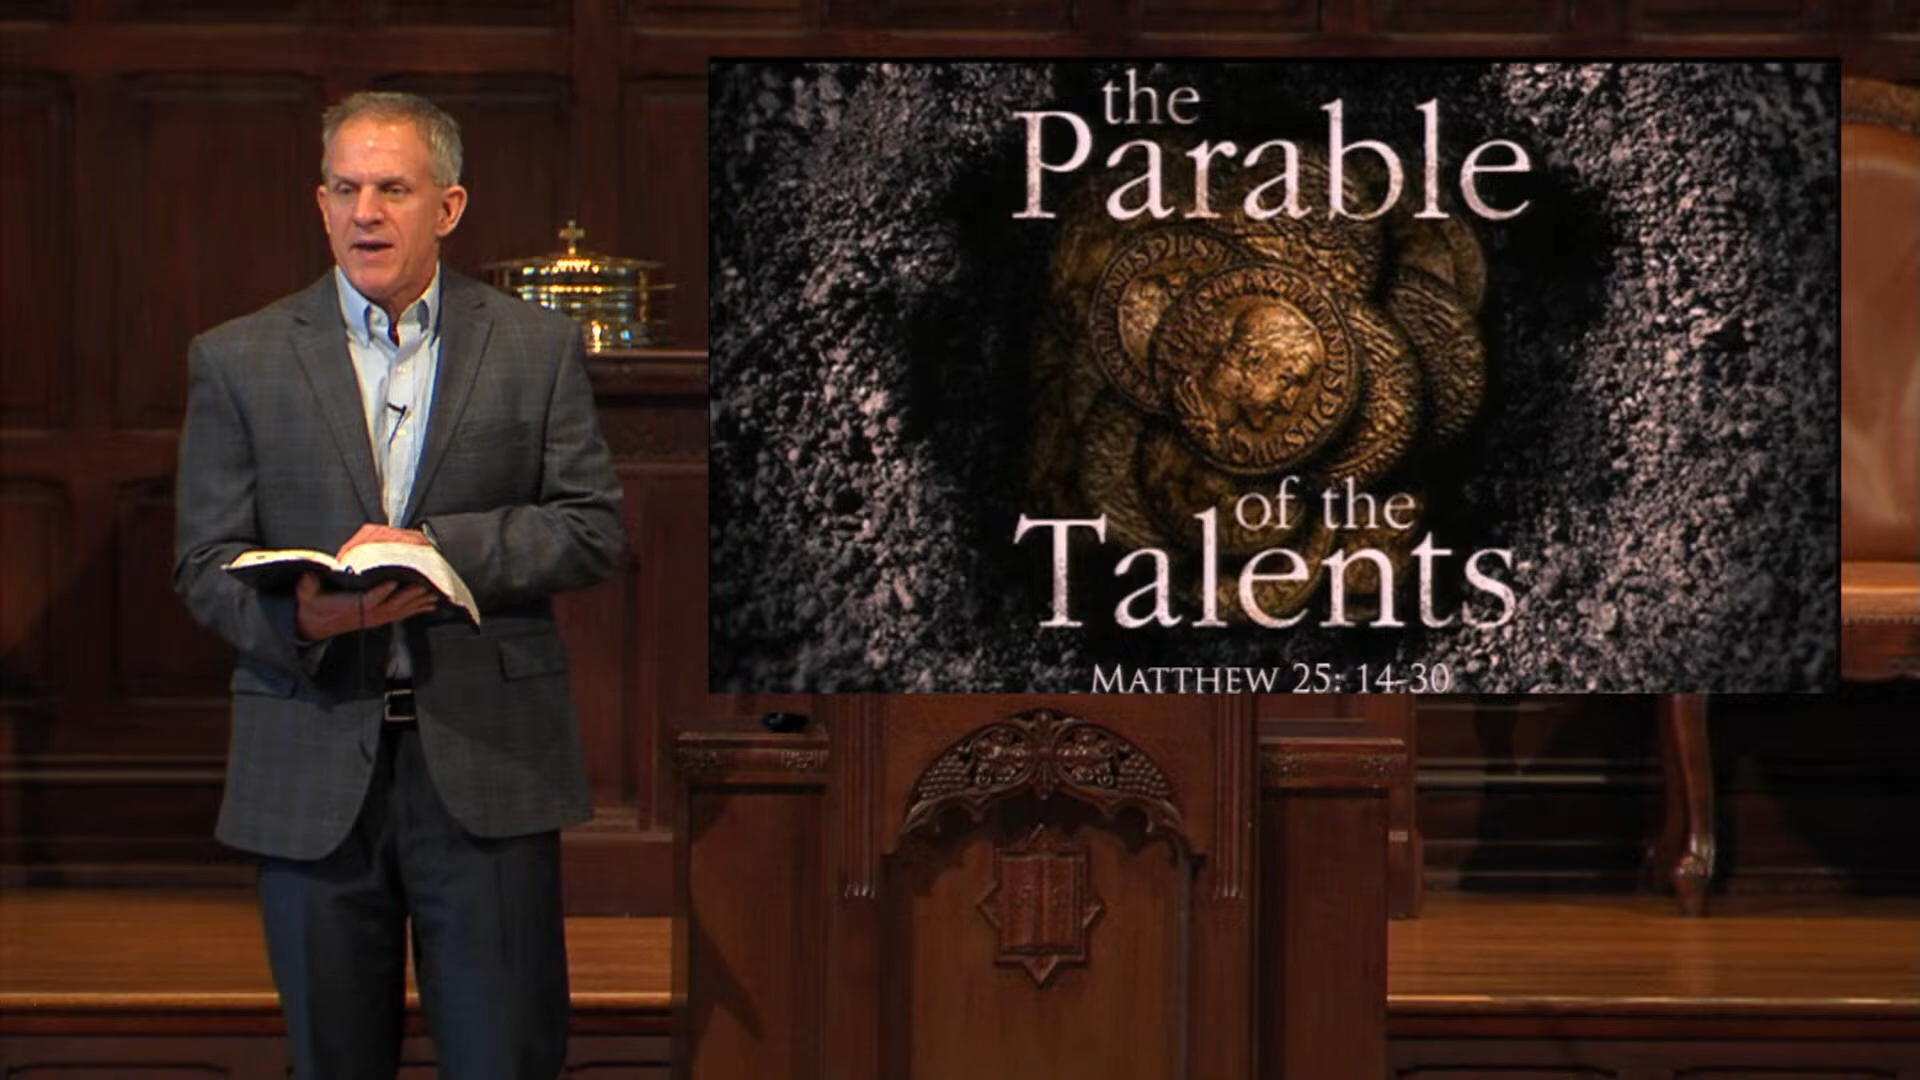 the
Parable
of the
Talents
MATTHEW 25: 14-30